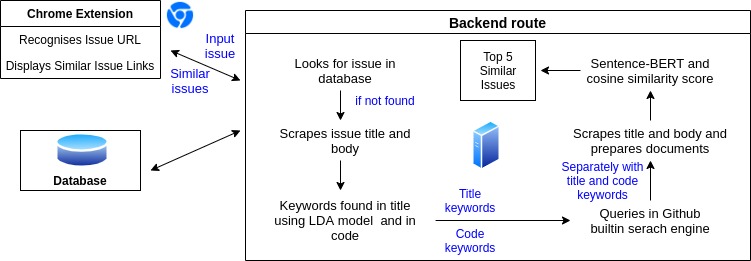 Chrome Extension
Recognises Issue URL
Displays Similar Issue Links
Input
issue
Similar
issues
Database
Backend route
Looks for issue in
database
if not found
Scrapes issue title and
body
Keywords found in title
using LDA model and in
code
Title
keywords
Code
keywords
Queries in Github
builtin serach engine
Separately with
title and code
keywords
Scrapes title and body and
prepares documents
Sentence-BERT and
cosine similarity score
Top 5
Similar
Issues